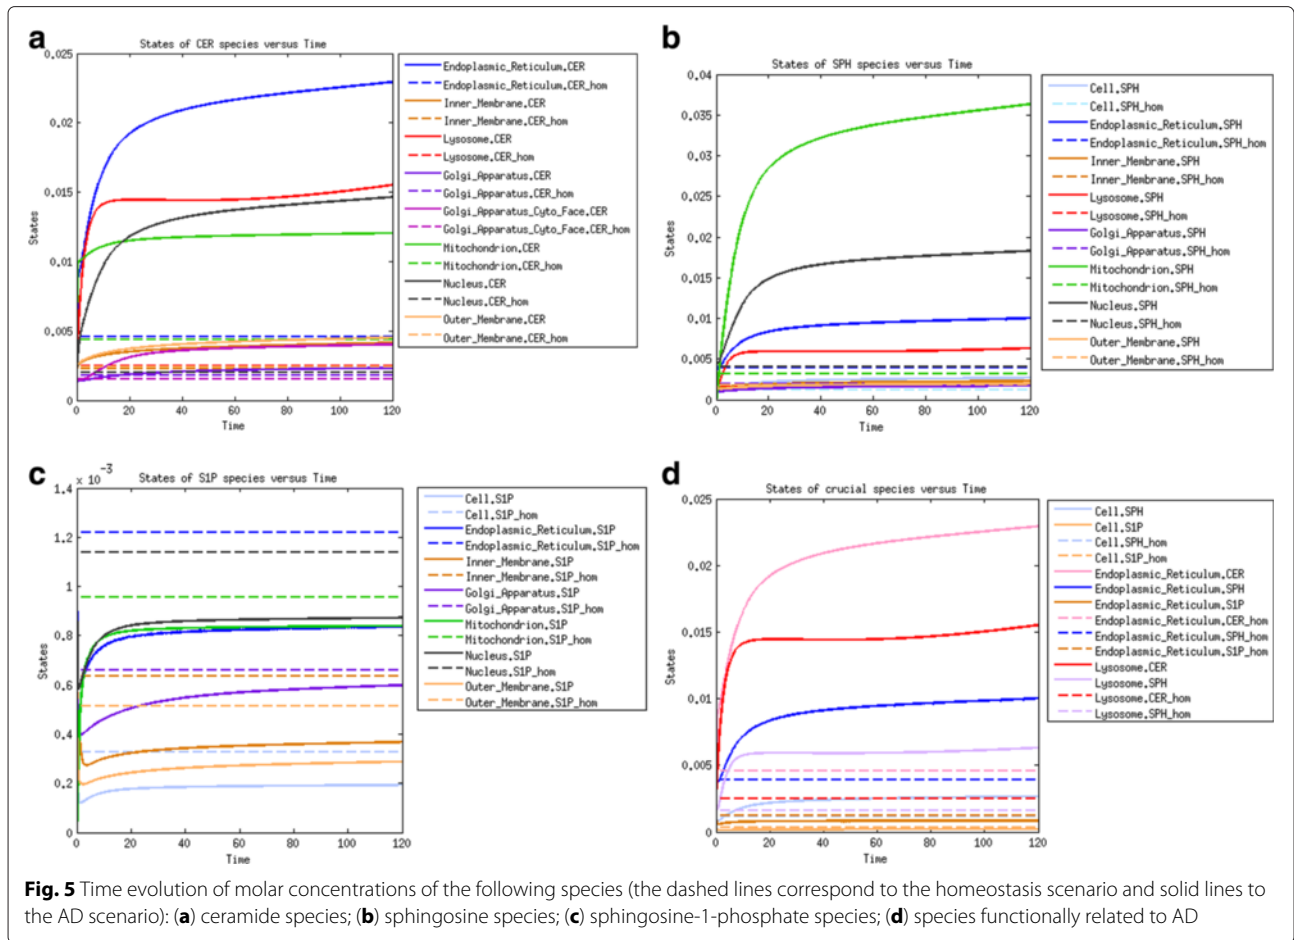 a
States of CER species versus Time
0.025
0.02
0.015
0.01
0.005
0
States
0 20 40 60 80 100 120
Time
Endoplasmic_Reticulum.CER
Endoplasmic_Reticulum.CER_hom
Inner_Membrane.CER
Inner_Membrane.CER_hom
Lysosome.CER
Lysosome.CER_hom
Golgi_Apparatus.CER
Golgi_Apparatus.CER_hom
Golgi_Apparatus_Cyto_Face.CER
Golgi_Apparatus_Cyto_Face.CER_hom
Mitochondrion.CER
Mitochondrion.CER_hom
Nucleus.CER
Nucleus.CER_hom
Outer_Membrane.CER
Outer_Membrane.CER_hom
b
States of SPH species versus Time
0.04
0.035
0.03
0.025
0.02
0.015
0.01
0.005
0
States
0 20 40 60 80 100 120
Time
Cell.SPH
Cell.SPH_hom
Endoplasmic_Reticulum.SPH
Endoplasmic_Reticulum.SPH_hom
Inner_Membrane.SPH
Inner_Membrane.SPH_hom
Lysosome.SPH
Lysosome.SPH_hom
Golgi_Apparatus.SPH
Golgi_Apparatus.SPH_hom
Mitochondrion.SPH
Mitochondrion.SPH_hom
Nucleus.SPH
Nucleus.SPH_hom
Outer_Membrane.SPH
Outer_Membrane.SPH_hom
c
× 10⁻³
States of S1P species versus Time
1.4
1.2
1
0.8
0.6
0.4
0.2
0
States
0 20 40 60 80 100 120
Time
Cell.S1P
Cell.S1P_hom
Endoplasmic_Reticulum.S1P
Endoplasmic_Reticulum.S1P_hom
Inner_Membrane.S1P
Inner_Membrane.S1P_hom
Golgi_Apparatus.S1P
Golgi_Apparatus.S1P_hom
Mitochondrion.S1P
Mitochondrion.S1P_hom
Nucleus.S1P
Nucleus.S1P_hom
Outer_Membrane.S1P
Outer_Membrane.S1P_hom
d
States of crucial species versus Time
0.025
0.02
0.015
0.01
0.005
0
States
0 20 40 60 80 100 120
Time
Cell.SPH
Cell.S1P
Cell.SPH_hom
Cell.S1P_hom
Endoplasmic_Reticulum.CER
Endoplasmic_Reticulum.SPH
Endoplasmic_Reticulum.S1P
Endoplasmic_Reticulum.CER_hom
Endoplasmic_Reticulum.SPH_hom
Endoplasmic_Reticulum.S1P_hom
Lysosome.CER
Lysosome.SPH
Lysosome.CER_hom
Lysosome.SPH_hom
Fig. 5 Time evolution of molar concentrations of the following species (the dashed lines correspond to the homeostasis scenario and solid lines to
the AD scenario): (a) ceramide species; (b) sphingosine species; (c) sphingosine-1-phosphate species; (d) species functionally related to AD